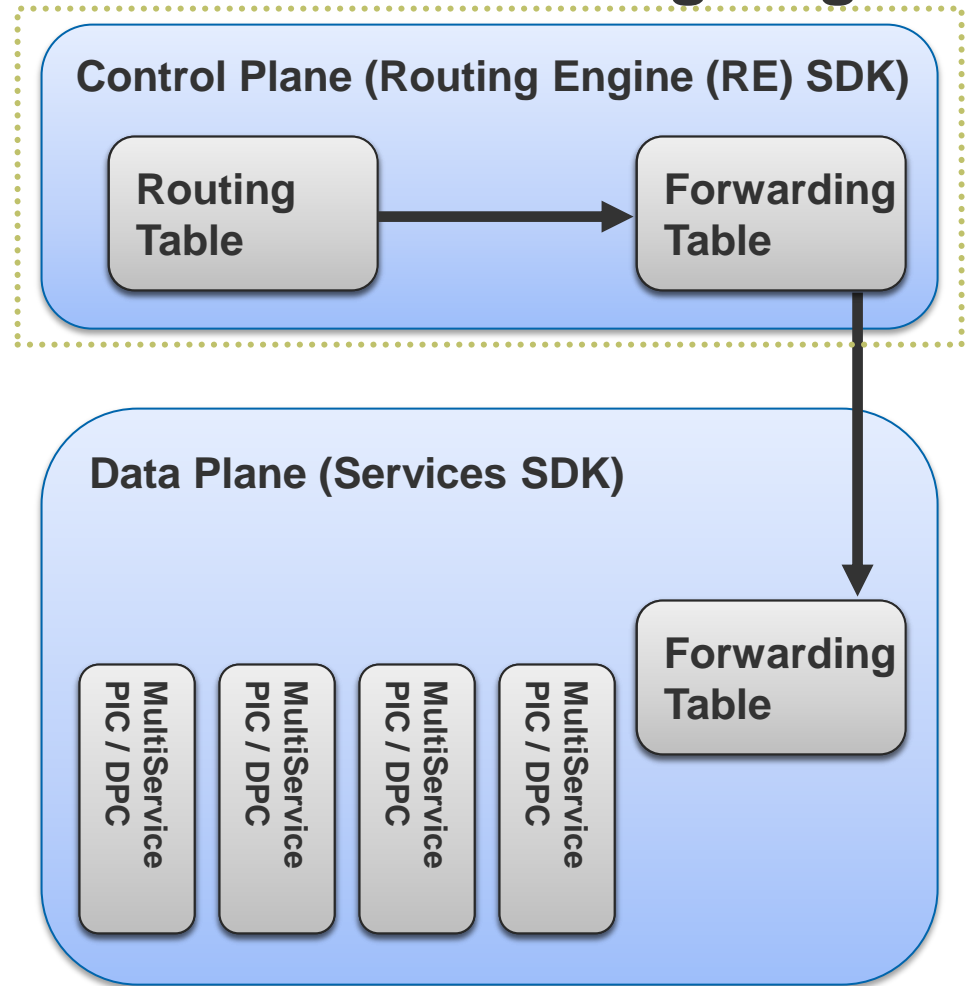 Control Plane (Routing Engine (RE) SDK)
Routing
Table
Forwarding
Table
Data Plane (Services SDK)
Forwarding
Table
MultiService
PIC / DPC
MultiService
PIC / DPC
MultiService
PIC / DPC
MultiService
PIC / DPC